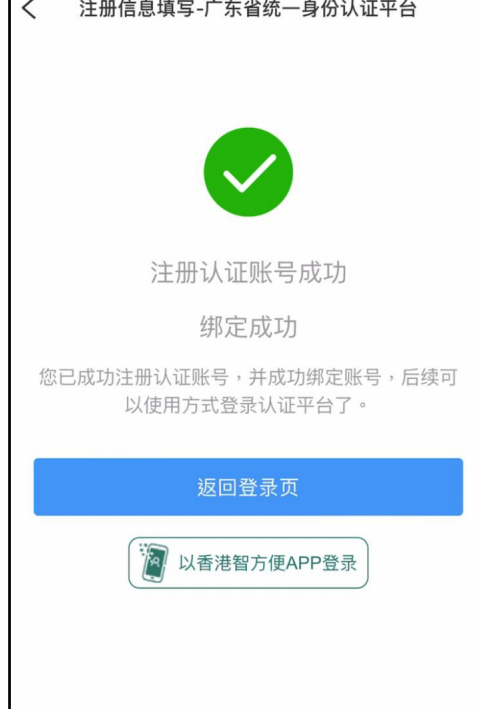 注册信息填写-广东省统一身份认证平台
注册认证账号成功
绑定成功
您已成功注册认证账号，并成功绑定账号，后续可
以使用方式登录认证平台了。
返回登录页
以香港智方便APP登录